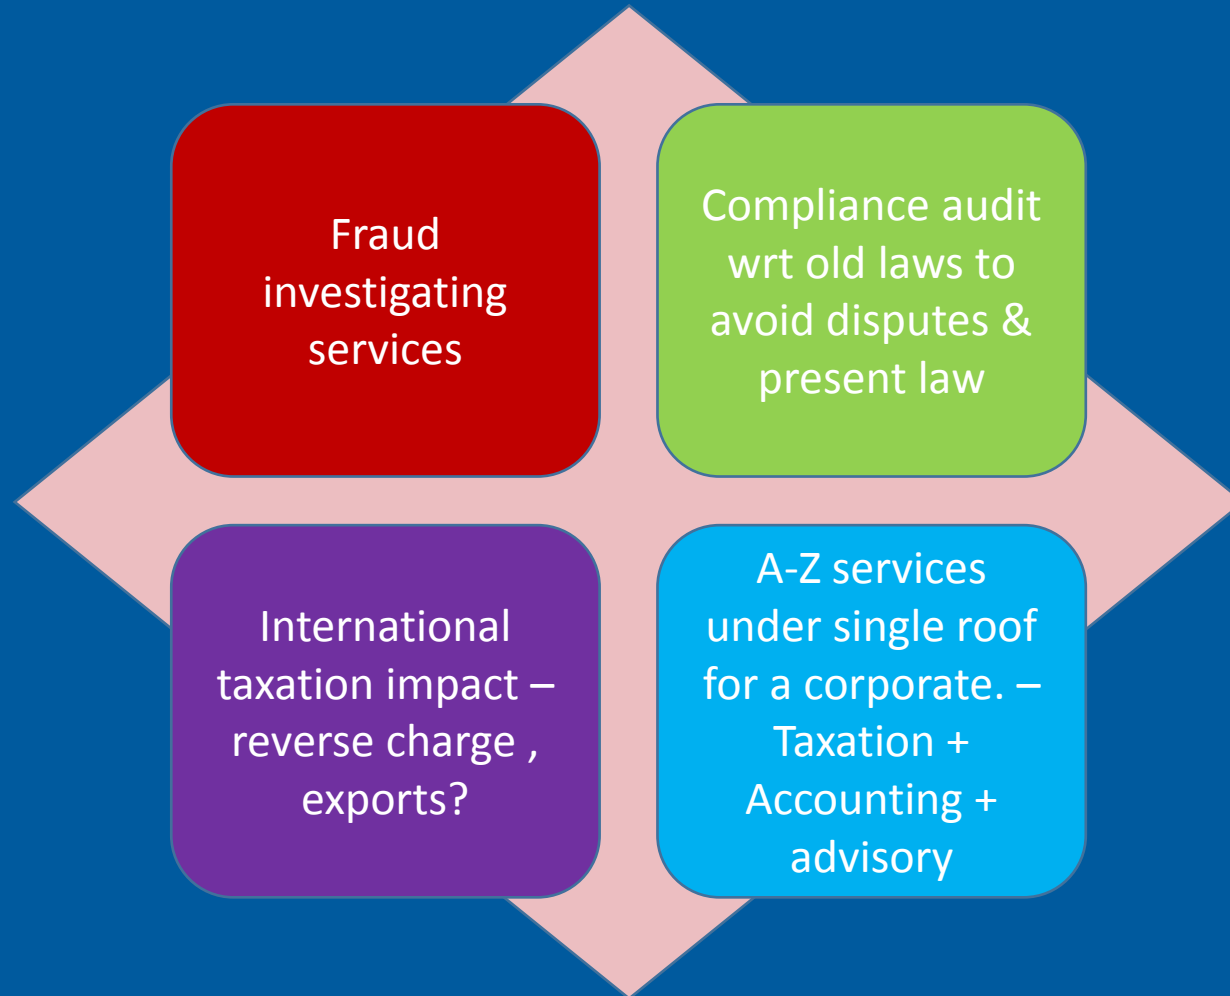 Fraud
investigating
services
Compliance audit
wrt old laws to
avoid disputes &
present law
International
taxation impact –
reverse charge ,
exports?
A-Z services
under single roof
for a corporate. –
Taxation +
Accounting +
advisory